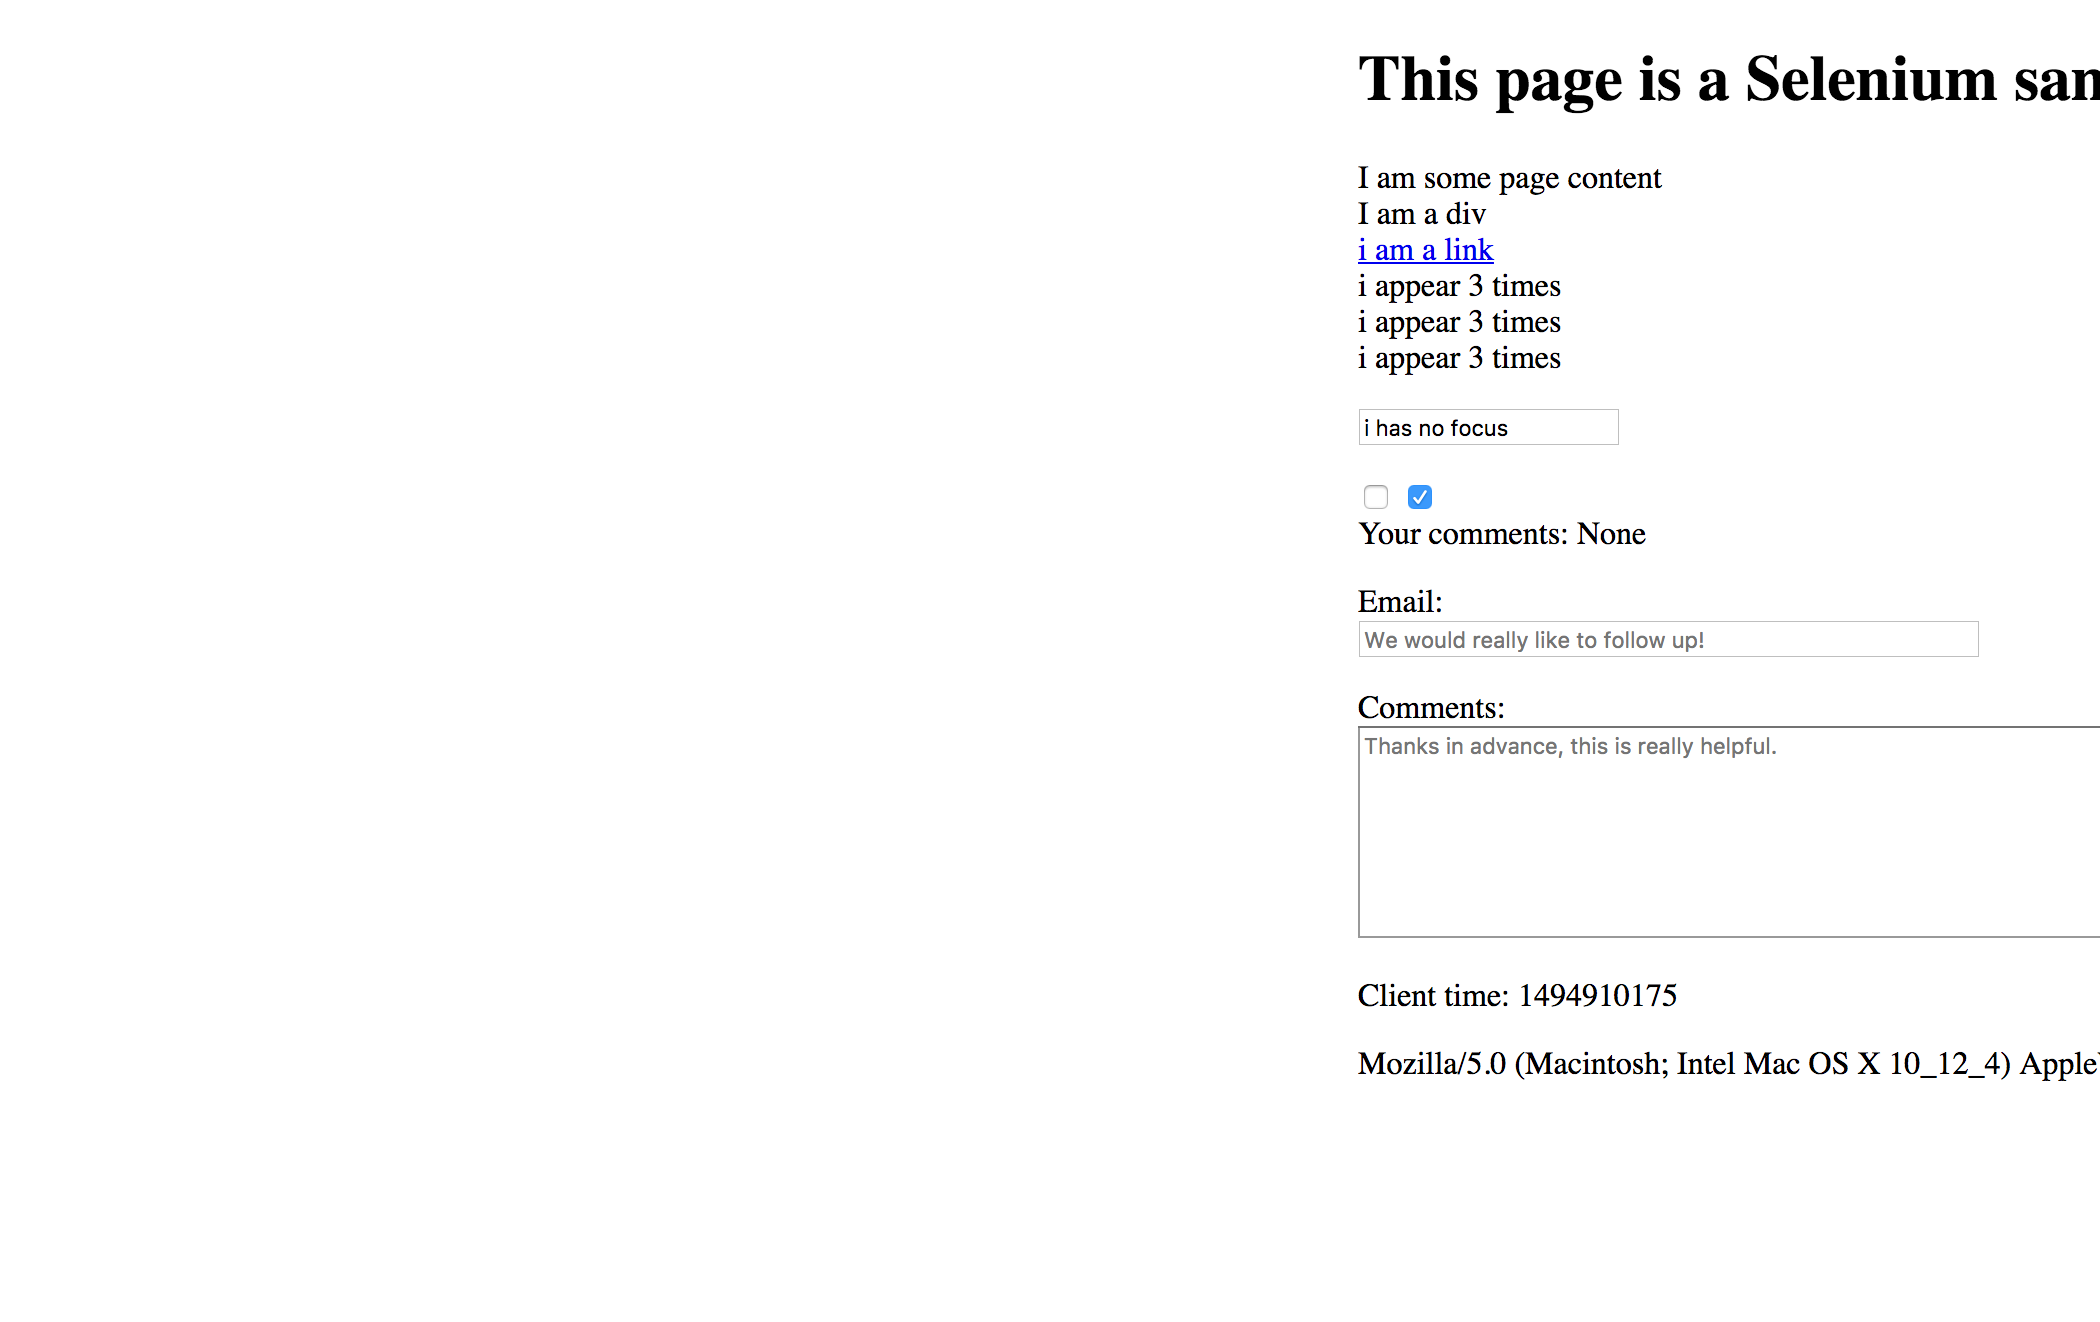 This page is a Selenium san
I am some page content
I am a div
i am a link
i appear 3 times
i appear 3 times
i appear 3 times
i has no focus
Your comments: None
Email:
We would really like to follow up!
Comments:
Thanks in advance, this is really helpful.
Client time: 1494910175
Mozilla/5.0 (Macintosh; Intel Mac OS X 10_12_4) Apple